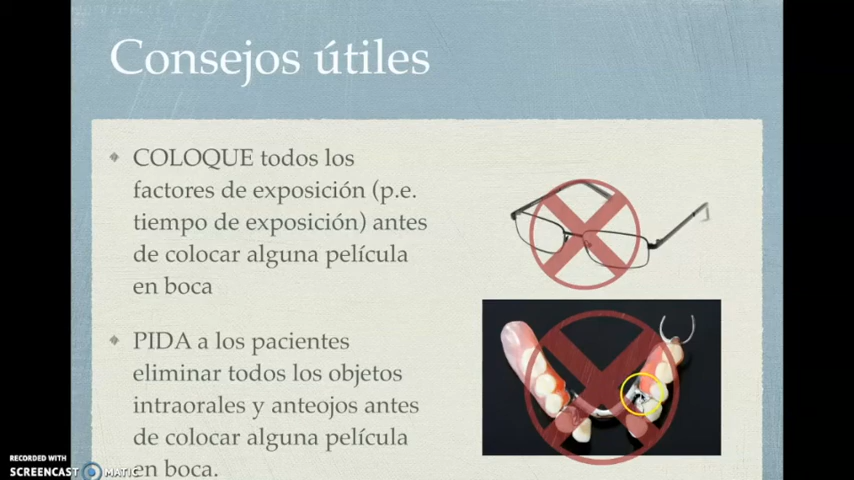 Consejos útiles
COLOQUE todos los
factores de exposición (p.e.
tiempo de exposición) antes
de colocar alguna película
en boca
PIDA a los pacientes
eliminar todos los objetos
intraorales y anteojos antes
de colocar alguna película
en boca.
RECORDED WITH
SCREENCAST MATIC